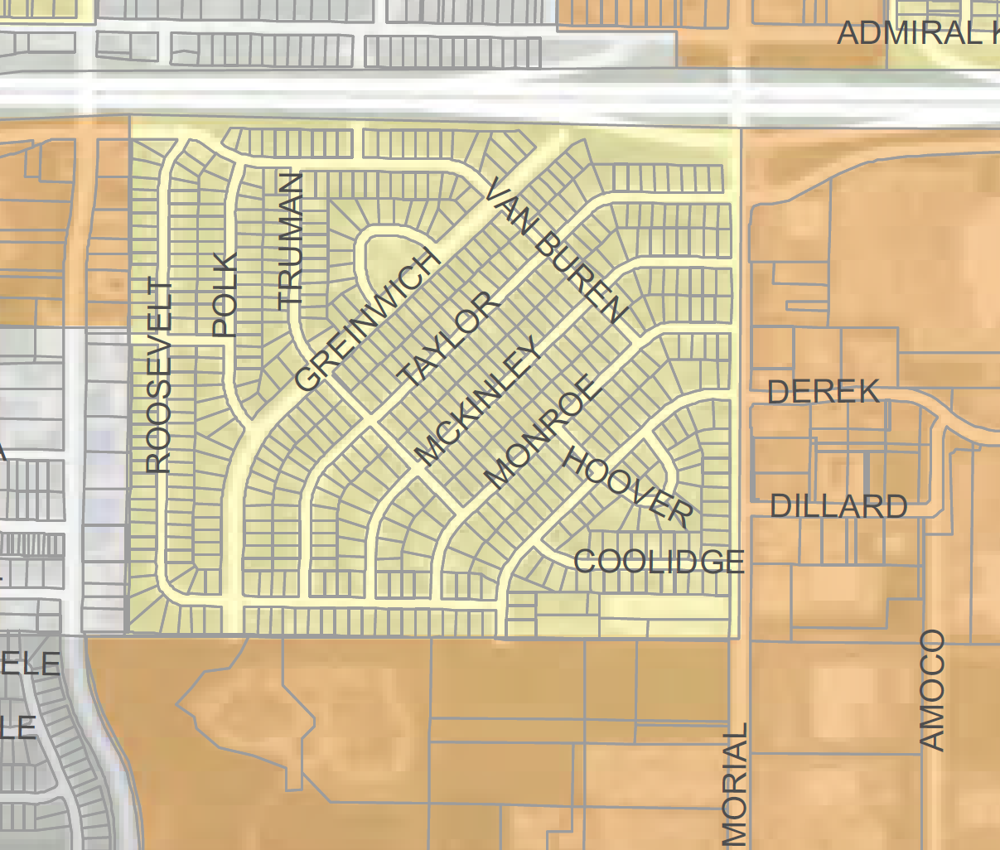 ADMIRAL K
VAN BUREN
TRUMAN
POLK
ROOSEVELT
GREINWICH
TAYLOR
MCKINLEY
MONROE
HOOVER
COOLIDGE
DEREK
DILLARD
AMOCO
MORIAL
ELE
LE